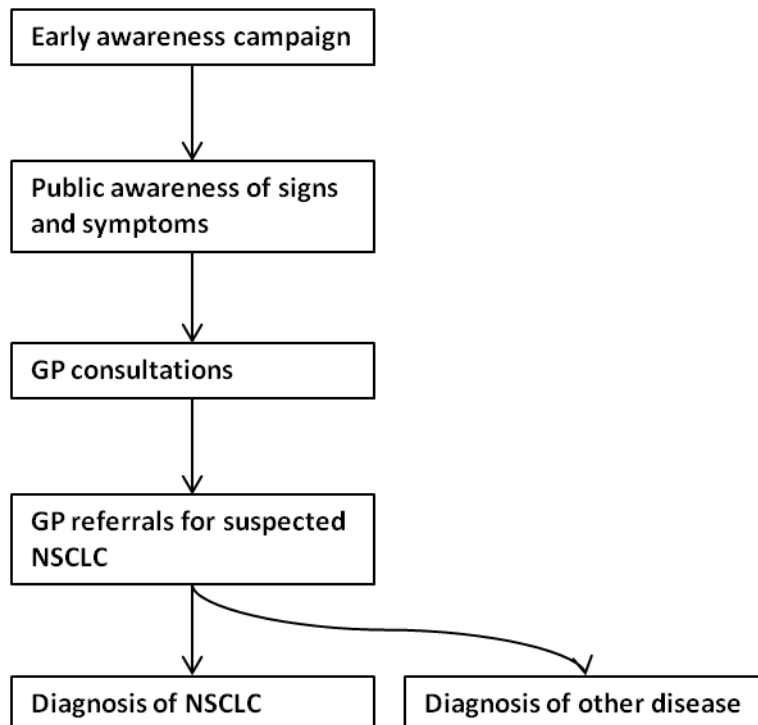 Early awareness campaign
Public awareness of signs
and symptoms
GP consultations
GP referrals for suspected
NSCLC
Diagnosis of NSCLC
Diagnosis of other disease